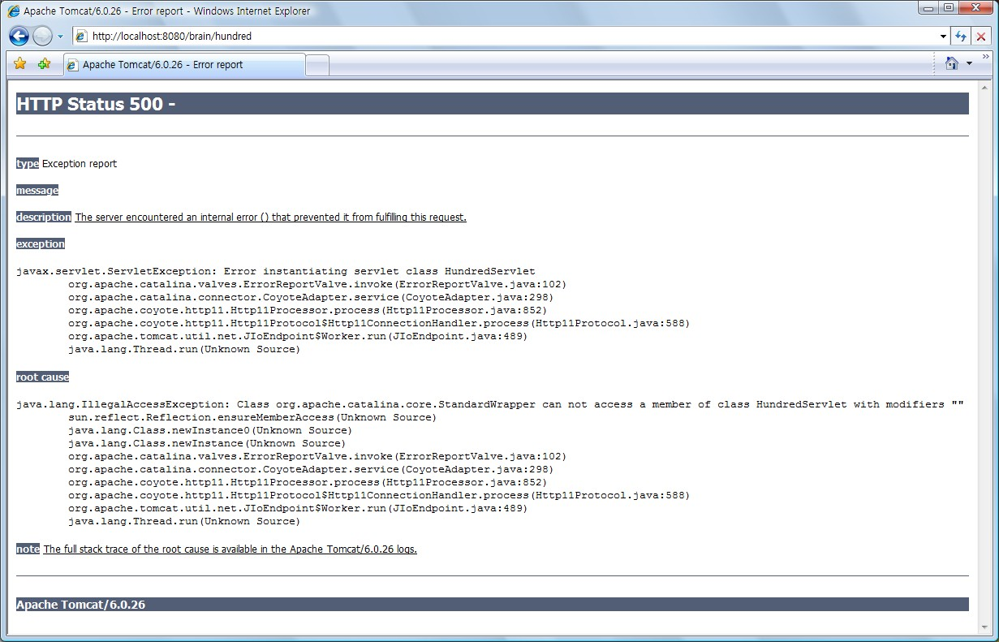 Apache Tomcat/6.0.26 - Error report - Windows Internet Explorer
http://localhost:8080/brain/hundred
Apache Tomcat/6.0.26 - Error report
HTTP Status 500 -
type Exception report
message
description The server encountered an internal error () that prevented it from fulfilling this request.
exception
javax.servlet.ServletException: Error instantiating servlet class HundredServlet
org.apache.catalina.valves.ErrorReportValve.invoke(ErrorReportValve.java:102)
org.apache.catalina.connector.CoyoteAdapter.service(CoyoteAdapter.java:298)
org.apache.coyote.http11.Http11Processor.process(Http11Processor.java:852)
org.apache.coyote.http11.Http11Protocol$Http11ConnectionHandler.process(Http11Protocol.java:588)
org.apache.tomcat.util.net.JIoEndpoint$Worker.run(JIoEndpoint.java:489)
java.lang.Thread.run(Unknown Source)
root cause
java.lang.IllegalAccessException: Class org.apache.catalina.core.StandardWrapper can not access a member of class HundredServlet with modifiers ""
sun.reflect.Reflection.ensureMemberAccess(Unknown Source)
java.lang.Class.newInstance0(Unknown Source)
java.lang.Class.newInstance(Unknown Source)
org.apache.catalina.valves.ErrorReportValve.invoke(ErrorReportValve.java:102)
org.apache.catalina.connector.CoyoteAdapter.service(CoyoteAdapter.java:298)
org.apache.coyote.http11.Http11Processor.process(Http11Processor.java:852)
org.apache.coyote.http11.Http11Protocol$Http11ConnectionHandler.process(Http11Protocol.java:588)
org.apache.tomcat.util.net.JIoEndpoint$Worker.run(JIoEndpoint.java:489)
java.lang.Thread.run(Unknown Source)
note The full stack trace of the root cause is available in the Apache Tomcat/6.0.26 logs.
Apache Tomcat/6.0.26